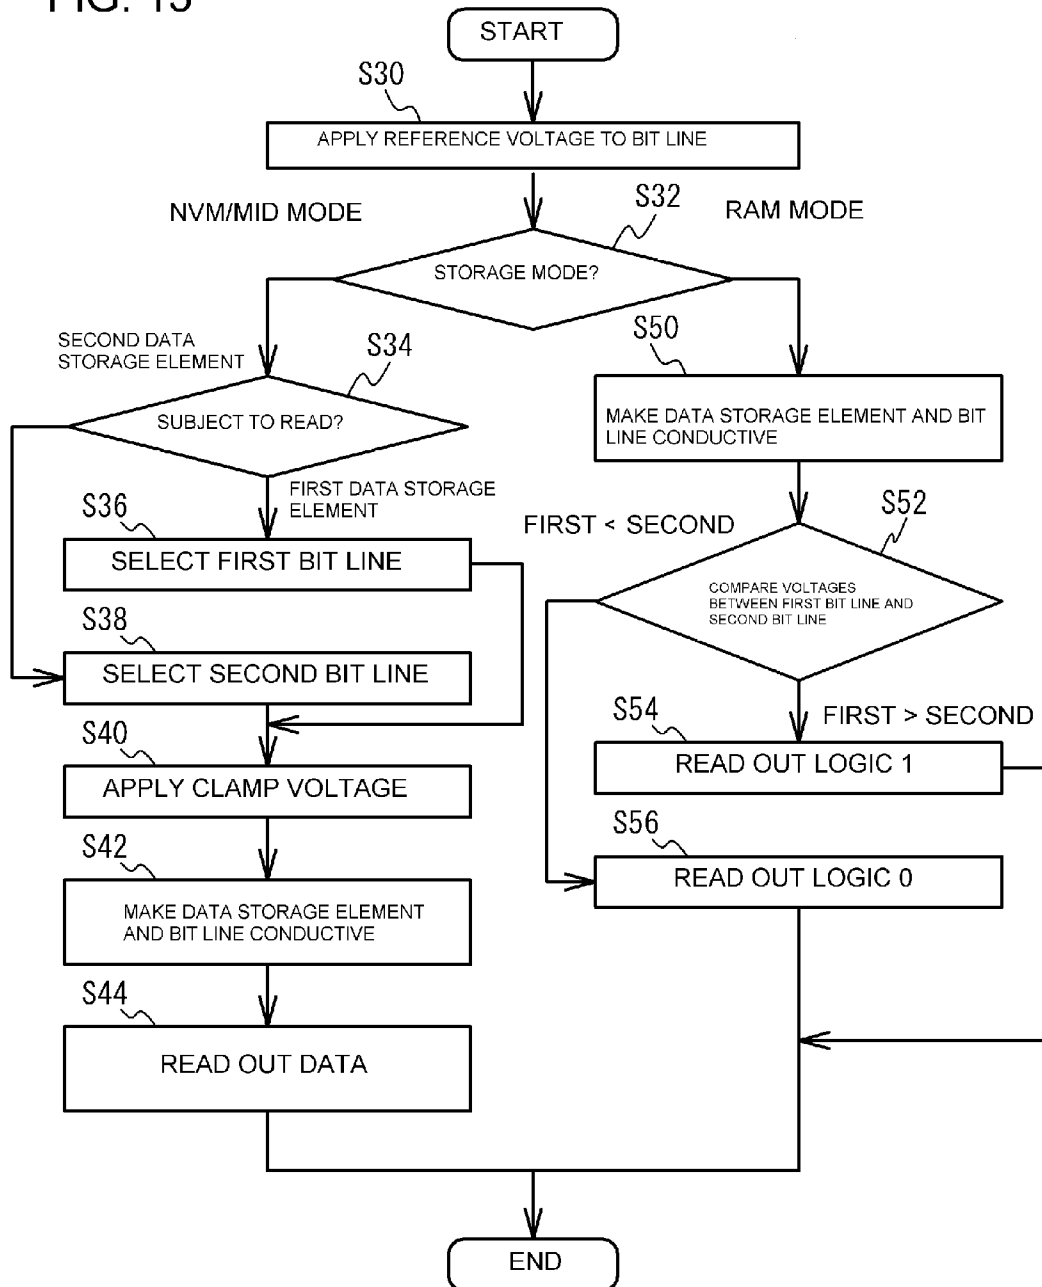 FIG. 13
START
S30
APPLY REFERENCE VOLTAGE TO BIT LINE
NVM/MID MODE
S32
RAM MODE
STORAGE MODE?
SECOND DATA
STORAGE ELEMENT
S34
SUBJECT TO READ?
FIRST DATA STORAGE
ELEMENT
S36
SELECT FIRST BIT LINE
S38
SELECT SECOND BIT LINE
S40
APPLY CLAMP VOLTAGE
S42
MAKE DATA STORAGE ELEMENT
AND BIT LINE CONDUCTIVE
S44
READ OUT DATA
S50
MAKE DATA STORAGE ELEMENT AND BIT
LINE CONDUCTIVE
S52
FIRST < SECOND
COMPARE VOLTAGES
BETWEEN FIRST BIT LINE AND
SECOND BIT LINE
FIRST > SECOND
S54
READ OUT LOGIC 1
S56
READ OUT LOGIC 0
END